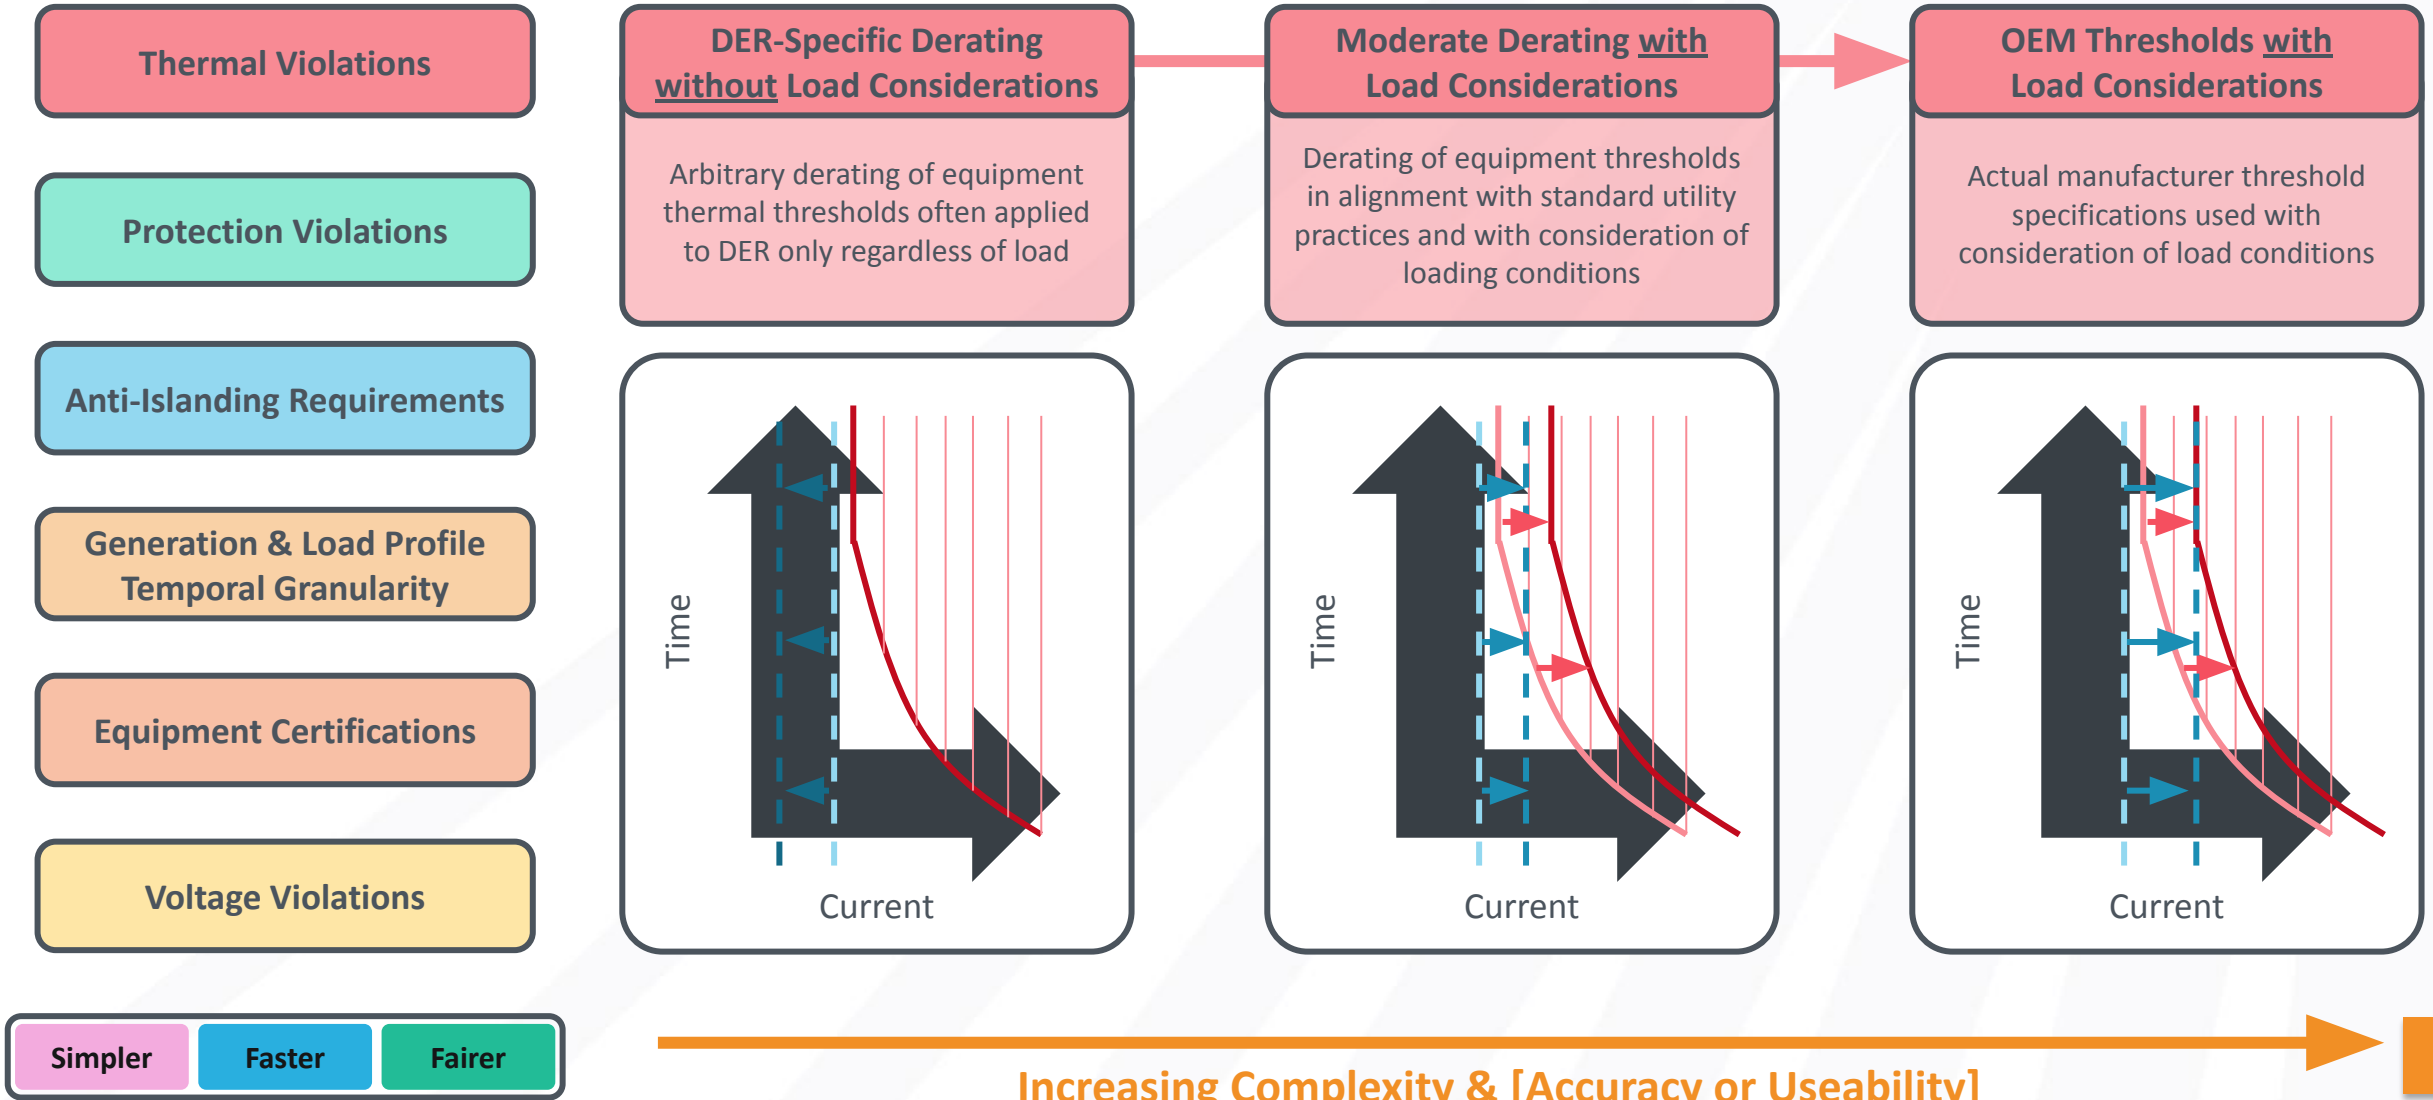 Thermal Violations
Protection Violations
Anti-Islanding Requirements
Generation & Load Profile
Temporal Granularity
Equipment Certifications
Voltage Violations
Simpler
Faster
Fairer
DER-Specific Derating
without Load Considerations
Arbitrary derating of equipment
thermal thresholds often applied
to DER only regardless of load
Time
Current
Moderate Derating with
Load Considerations
Derating of equipment thresholds
in alignment with standard utility
practices and with consideration of
loading conditions
Time
Current
OEM Thresholds with
Load Considerations
Actual manufacturer threshold
specifications used with
consideration of load conditions
Time
Current
Increasing Complexity & [Accuracy or Useability]